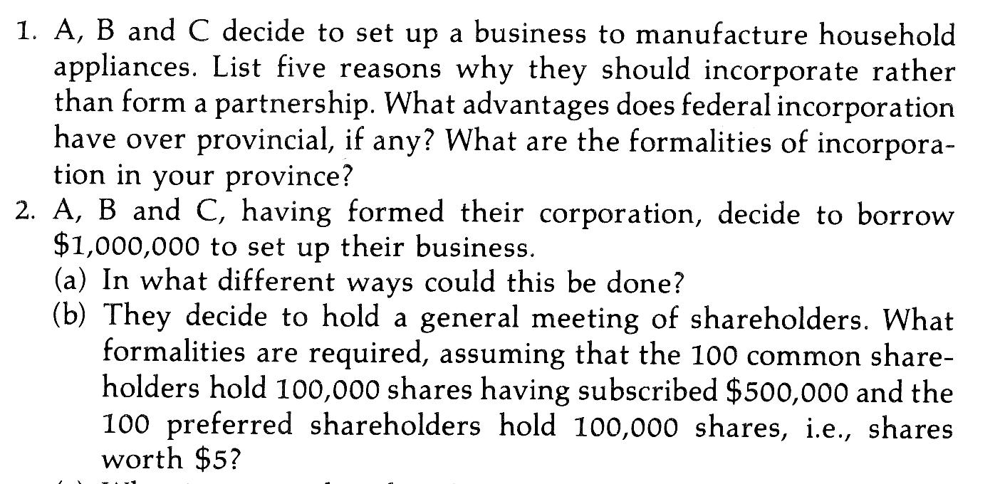 1. A, B and C decide to set up a business to manufacture household
appliances. List five reasons why they should incorporate rather
than form a partnership. What advantages does federal incorporation
have over provincial, if any? What are the formalities of incorpora-
tion in your province?
2. A, B and C, having formed their corporation, decide to borrow
$1,000,000 to set up their business.
(a) In what different ways could this be done?
(b) They decide to hold a general meeting of shareholders. What
formalities are required, assuming that the 100 common share-
holders hold 100,000 shares having subscribed $500,000 and the
100 preferred shareholders hold 100,000 shares, i.e., shares
worth $5?